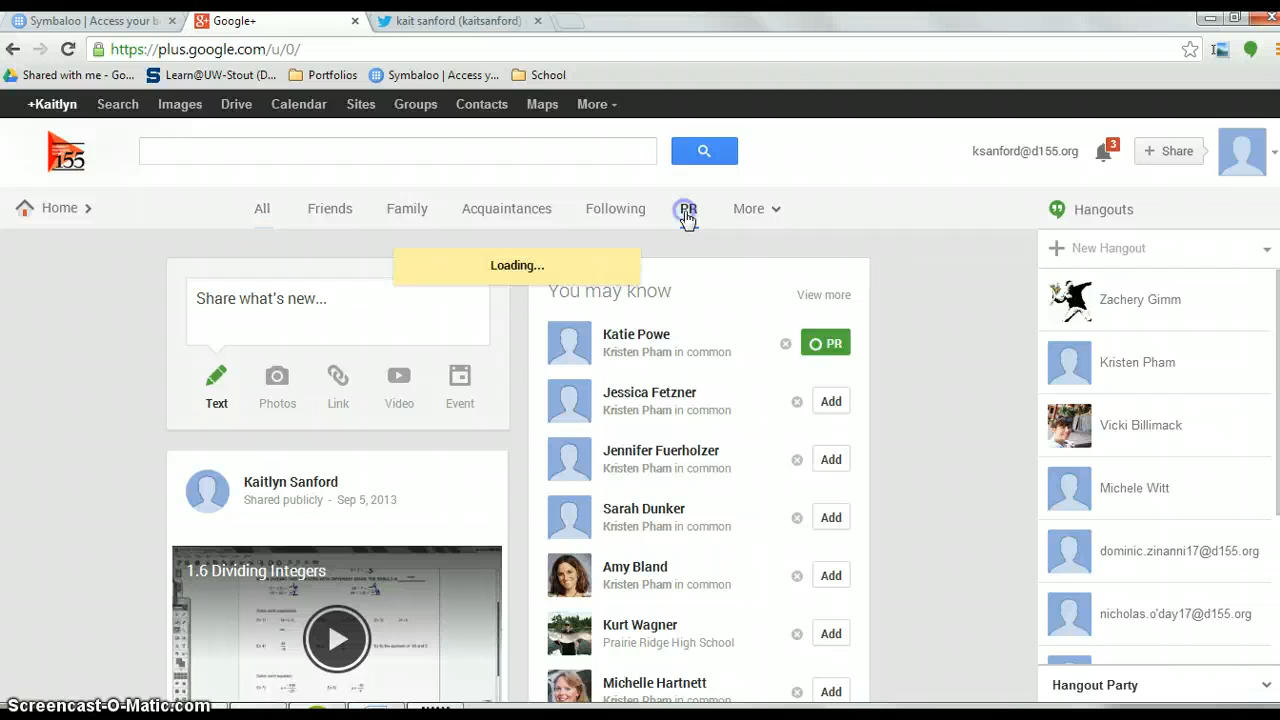 Symbaloo | Access your b
Google+
kait sanford (kaitsanford)
https://plus.google.com/u/0/
Shared with me - Go...
Learn@UW-Stout (D...
Portfolios
Symbaloo | Access y...
School
+Kaitlyn Search Images Drive Calendar Sites Groups Contacts Maps More
155
ksanford@d155.org
3
+ Share
Home
All
Friends
Family
Acquaintances
Following
PR
More
Hangouts
Loading...
New Hangout
Share what's new...
Text
Photos
Link
Video
Event
You may know
View more
Katie Powe
Kristen Pham in common
PR
Jessica Fetzner
Kristen Pham in common
Add
Jennifer Fuerholzer
Kristen Pham in common
Add
Sarah Dunker
Kristen Pham in common
Add
Amy Bland
Kristen Pham in common
Add
Kurt Wagner
Prairie Ridge High School
Add
Michelle Hartnett
Kristen Pham in common
Add
Kaitlyn Sanford
Shared publicly - Sep 5, 2013
1.6 Dividing Integers
Zachery Gimm
Kristen Pham
Vicki Billimack
Michele Witt
dominic.zinanni17@d155.org
nicholas.o'day17@d155.org
Hangout Party
Screencast-O-Matic.com